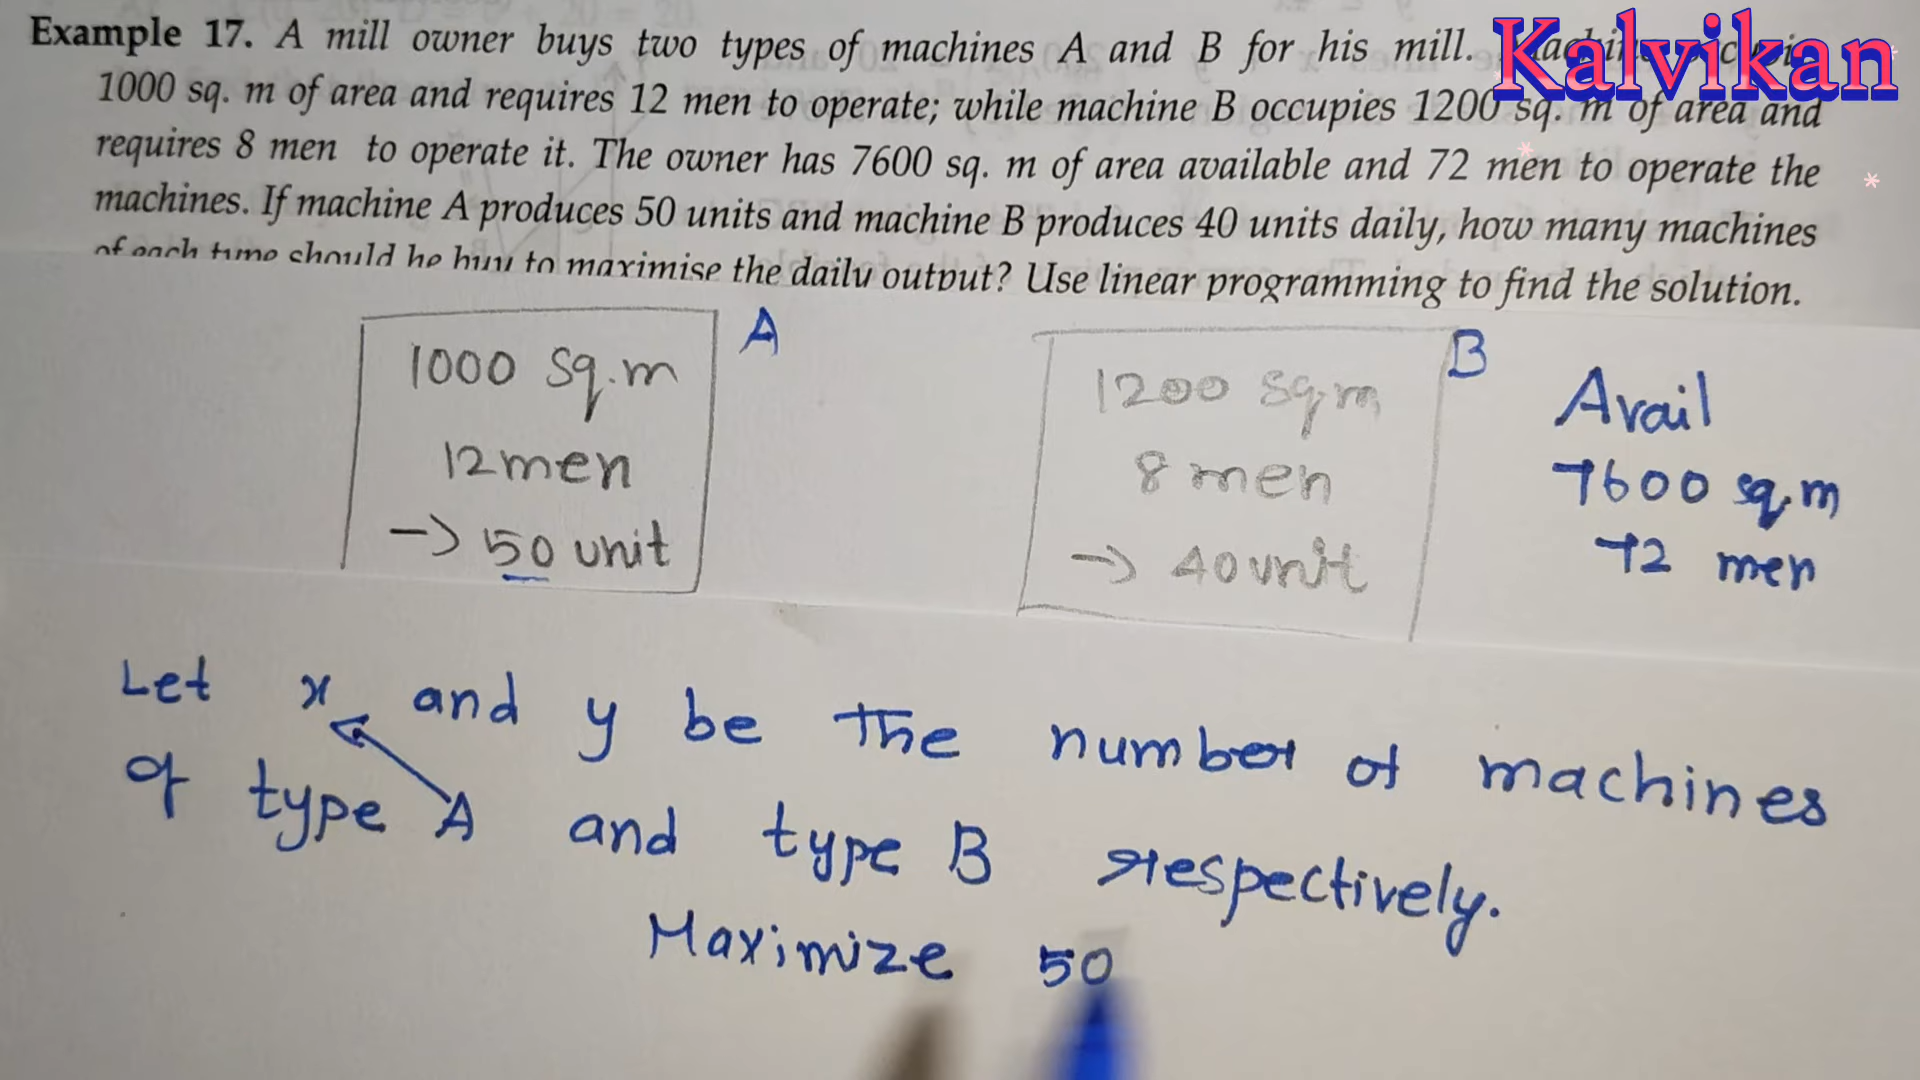 Example 17. A mill owner buys two types of machines A and B for his mill.
Kalvikan
1000 sq. m of area and requires 12 men to operate; while machine B occupies 1200 sq. m of area and
requires 8 men to operate it. The owner has 7600 sq. m of area available and 72 men to operate the
machines. If machine A produces 50 units and machine B produces 40 units daily, how many machines
of each type should he buy to maximise the daily output? Use linear programming to find the solution.
A
1000 sq.m
12 men
→ 50 unit
B
1200 sq.m
8 men
→ 40 unit
Avail
7600 sq.m
72 men
Let x and y be the number of machines
of type A and type B respectively.
Maximize 50